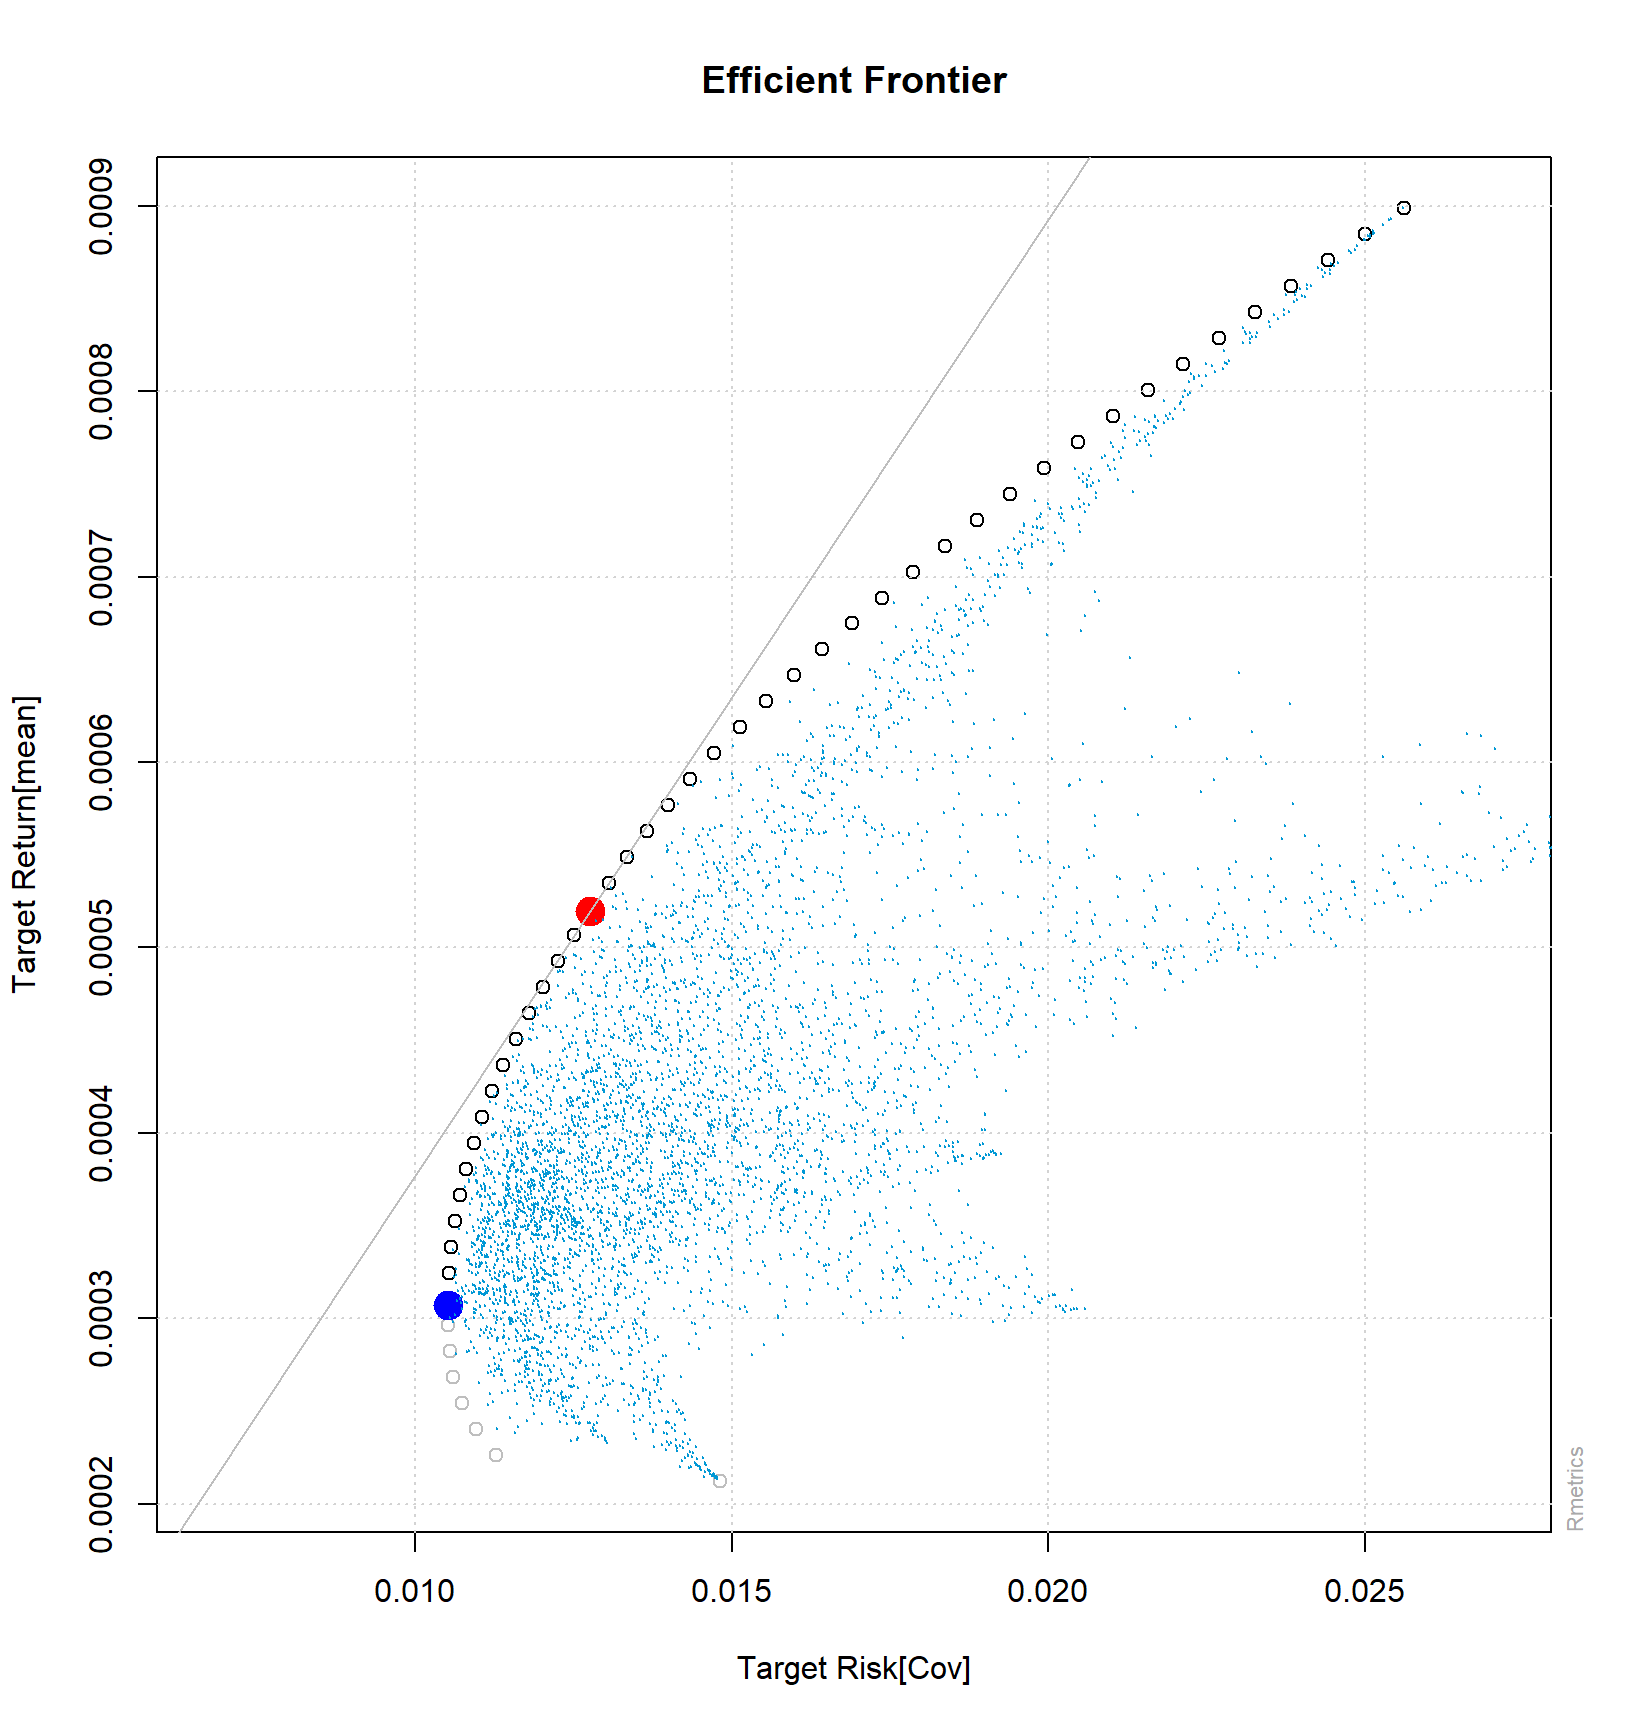 Efficient Frontier
Target Return[mean]
0.0009
0.0008
0.0007
0.0006
0.0005
0.0004
0.0003
0.0002
0.010 0.015 0.020 0.025
Target Risk[Cov]
Rmetrics